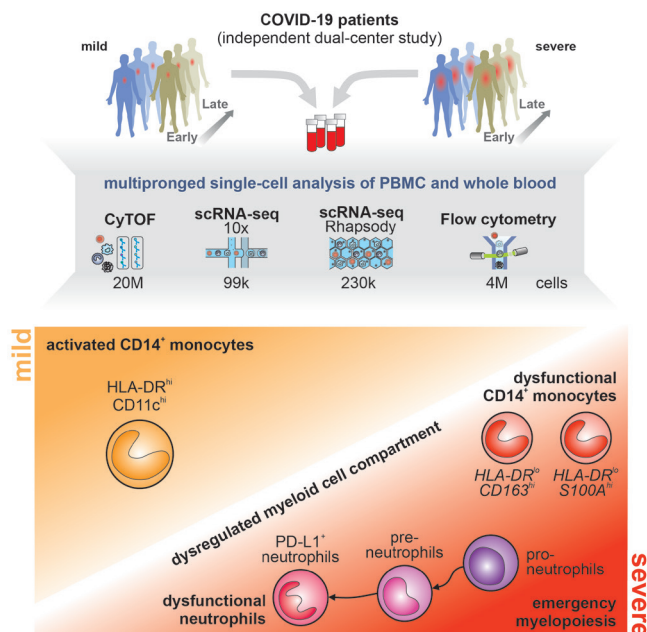 COVID-19 patients
(independent dual-center study)
mild
severe
Late
Early
Late
Early
multipronged single-cell analysis of PBMC and whole blood
CyTOF
scRNA-seq
10x
scRNA-seq
Rhapsody
Flow cytometry
20M
99k
230k
4M
cells
mild
activated CD14⁺ monocytes
HLA-DRʰⁱ
CD11cʰⁱ
dysfunctional
CD14⁺ monocytes
HLA-DRˡᵒ
CD163ʰⁱ
HLA-DRˡᵒ
S100Aʰⁱ
dysregulated myeloid cell compartment
PD-L1⁺
neutrophils
pre-
neutrophils
pro-
neutrophils
dysfunctional
neutrophils
emergency
myelopoiesis
severe